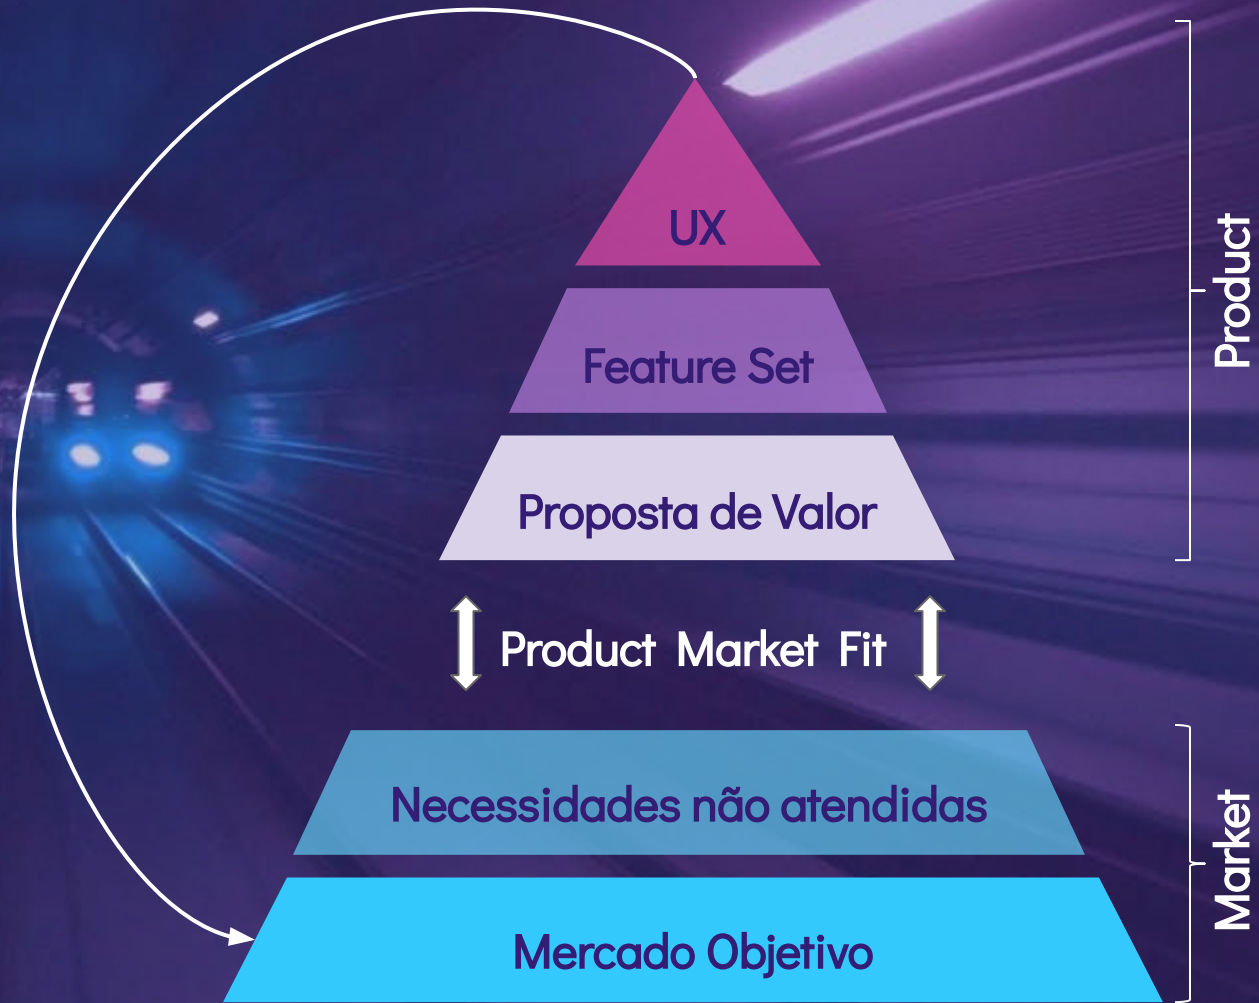 UX
Feature Set
Proposta de Valor
Product
Product Market Fit
Necessidades não atendidas
Mercado Objetivo
Market